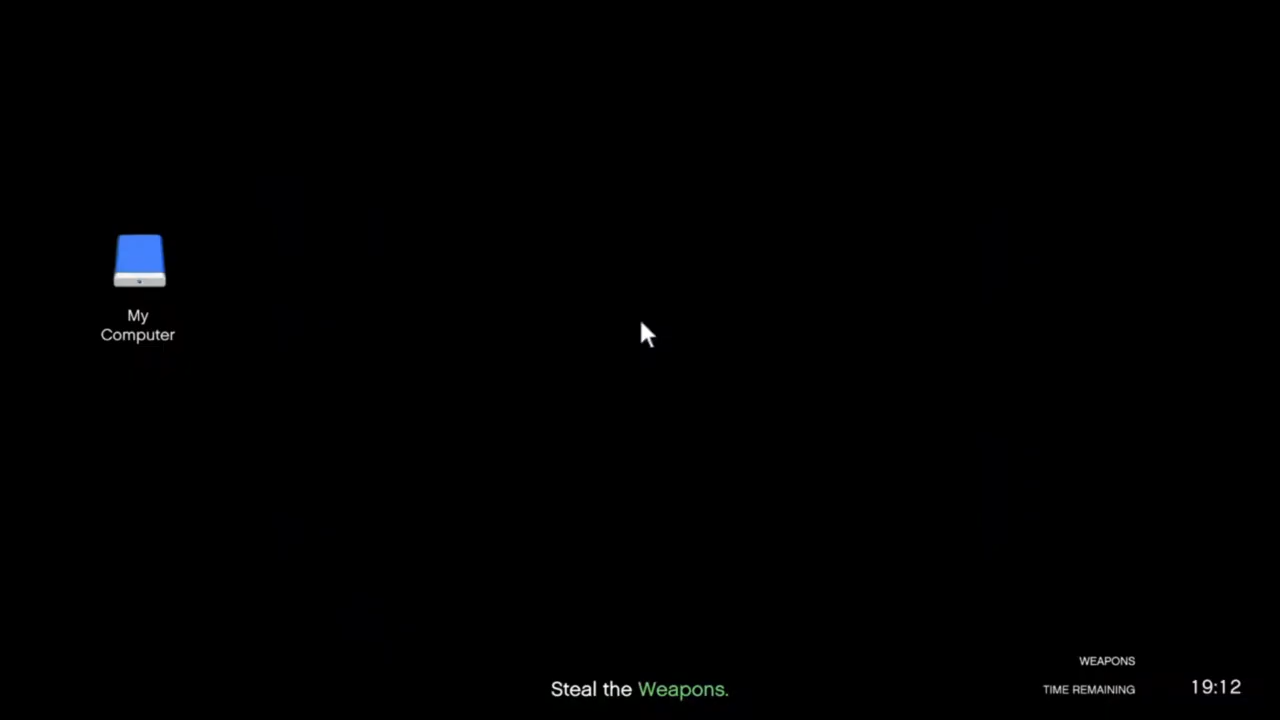 My
Computer
WEAPONS
Steal the Weapons.
TIME REMAINING 19:12